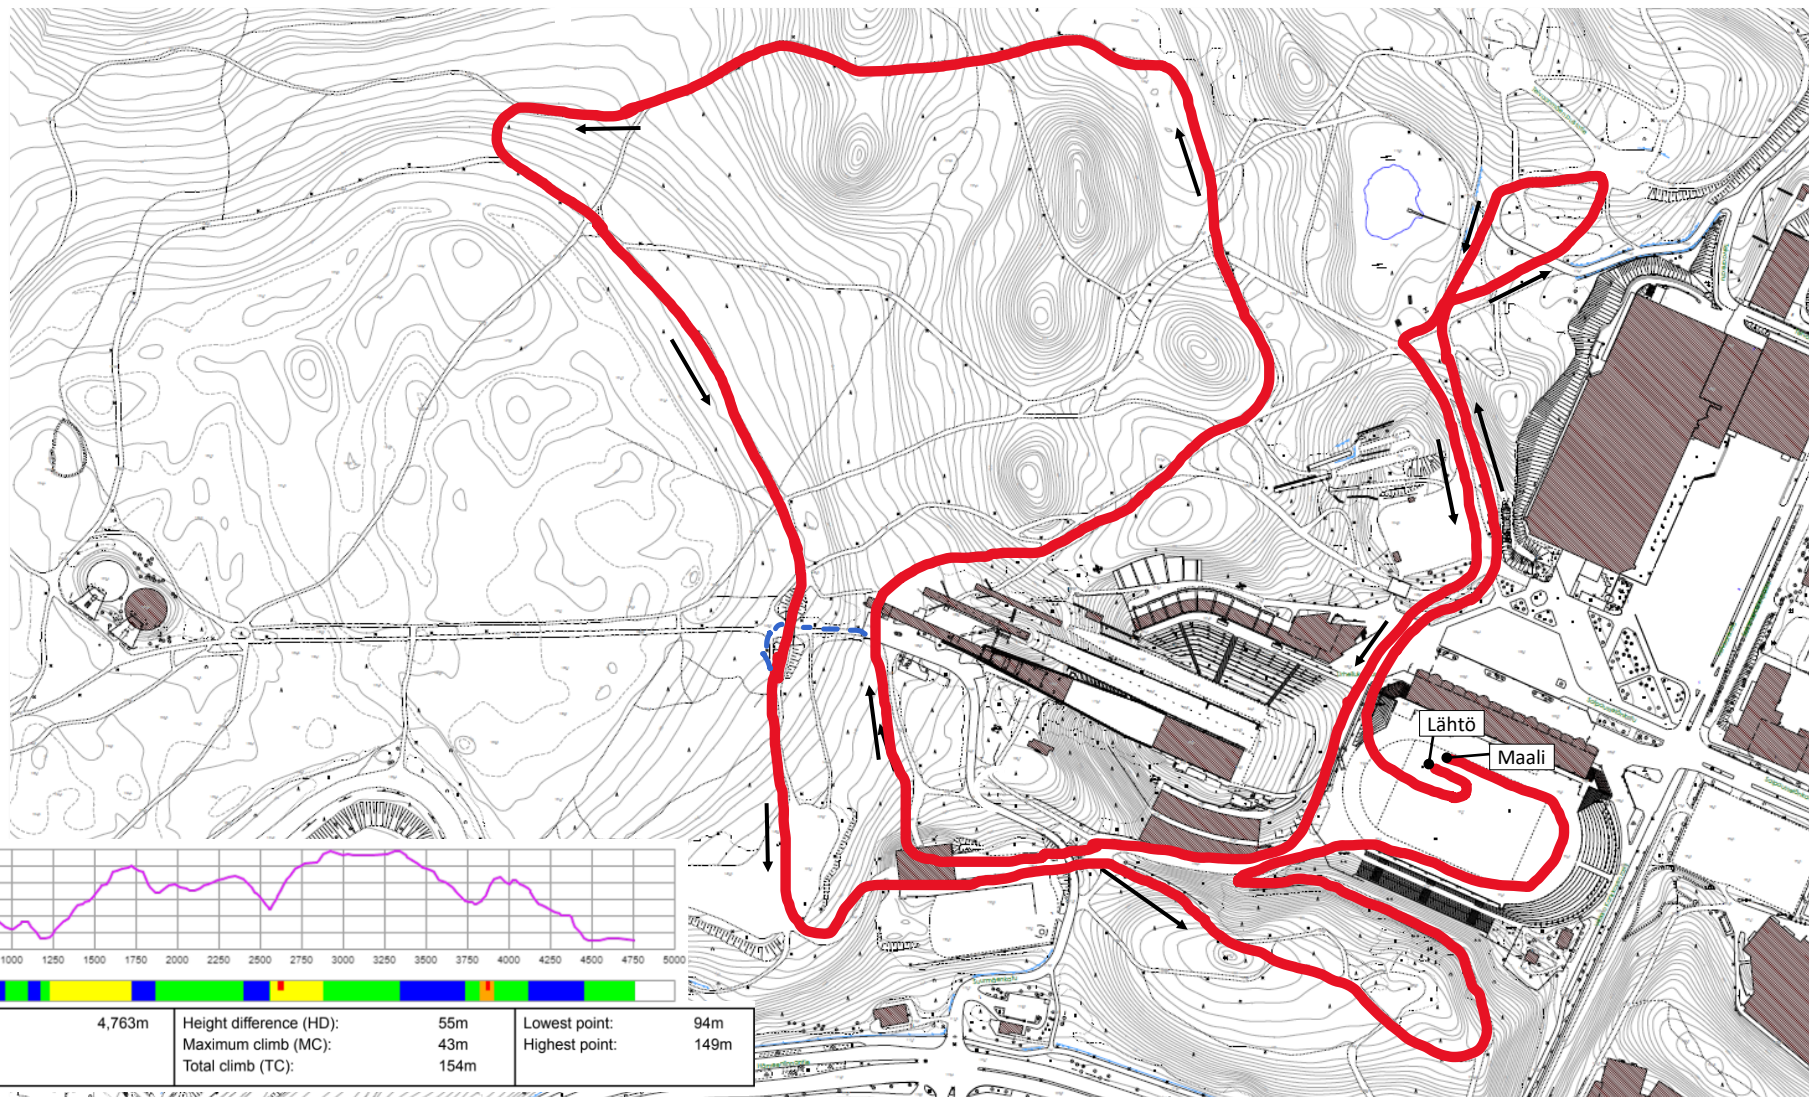 Lähtö
Maali
Suurmäenkatu
1000 1250 1500 1750 2000 2250 2500 2750 3000 3250 3500 3750 4000 4250 4500 4750 5000
4,763m
Height difference (HD): 55m
Maximum climb (MC): 43m
Total climb (TC): 154m
Lowest point: 94m
Highest point: 149m